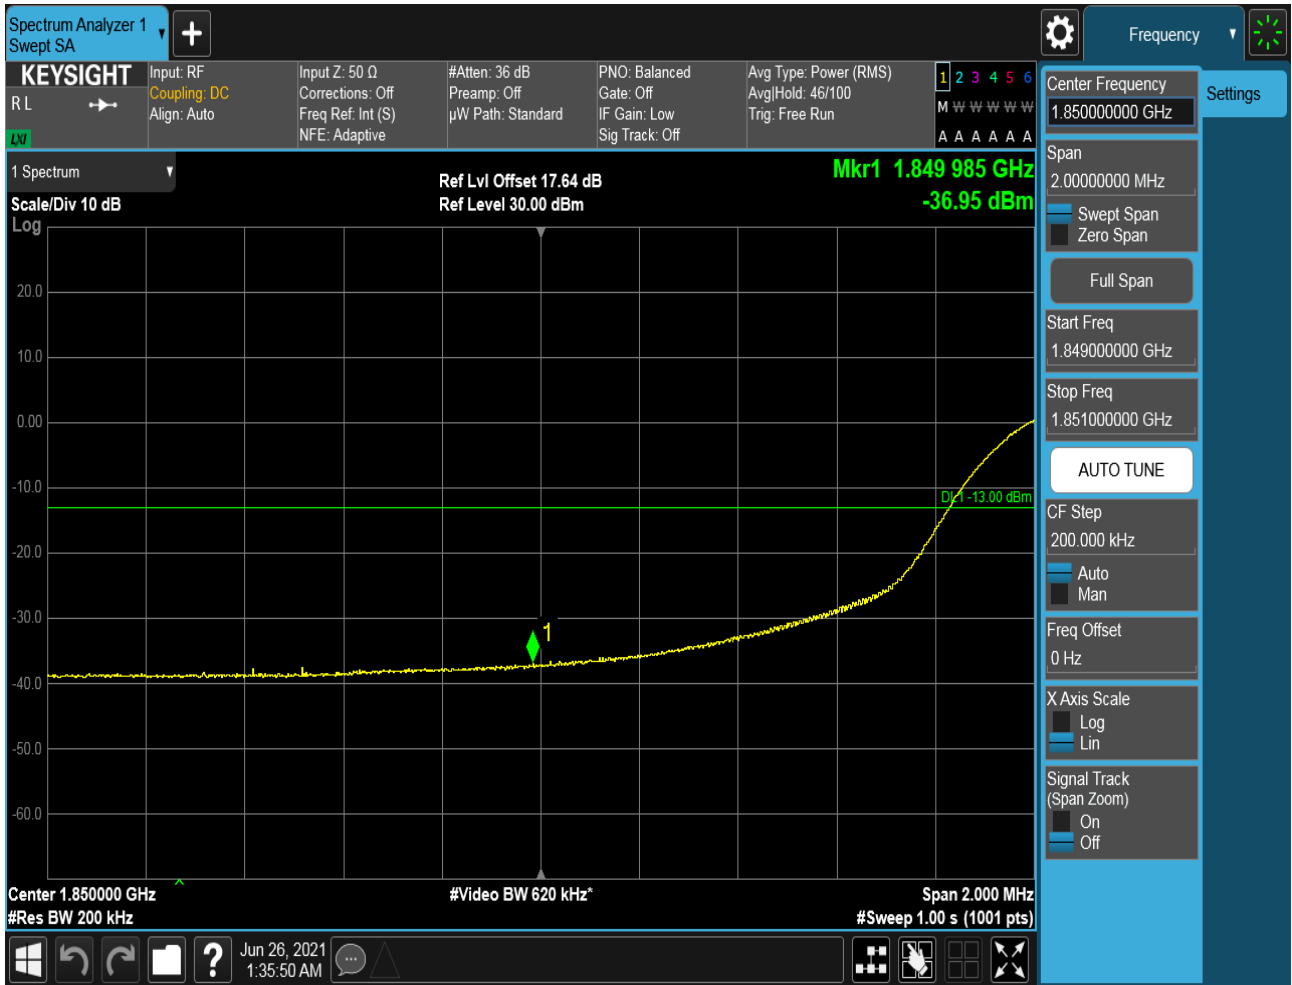 Spectrum Analyzer 1
Swept SA
Frequency
KEYSIGHT
R L
LXI
Input: RF
Coupling: DC
Align: Auto
Input Z: 50 Ω
Corrections: Off
Freq Ref: Int (S)
NFE: Adaptive
#Atten: 36 dB
Preamp: Off
µW Path: Standard
PNO: Balanced
Gate: Off
IF Gain: Low
Sig Track: Off
Avg Type: Power (RMS)
Avg|Hold: 46/100
Trig: Free Run
1 2 3 4 5 6
M W W W W W
A A A A A A
1 Spectrum
Scale/Div 10 dB
Log
Ref Lvl Offset 17.64 dB
Ref Level 30.00 dBm
Mkr1 1.849 985 GHz
-36.95 dBm
20.0
10.0
0.00
-10.0
DL1 -13.00 dBm
-20.0
-30.0
1
-40.0
-50.0
-60.0
Center 1.850000 GHz
#Video BW 620 kHz*
Span 2.000 MHz
#Res BW 200 kHz
#Sweep 1.00 s (1001 pts)
?
Jun 26, 2021
1:35:50 AM
Center Frequency
1.850000000 GHz
Settings
Span
2.00000000 MHz
Swept Span
Zero Span
Full Span
Start Freq
1.849000000 GHz
Stop Freq
1.851000000 GHz
AUTO TUNE
CF Step
200.000 kHz
Auto
Man
Freq Offset
0 Hz
X Axis Scale
Log
Lin
Signal Track
(Span Zoom)
On
Off